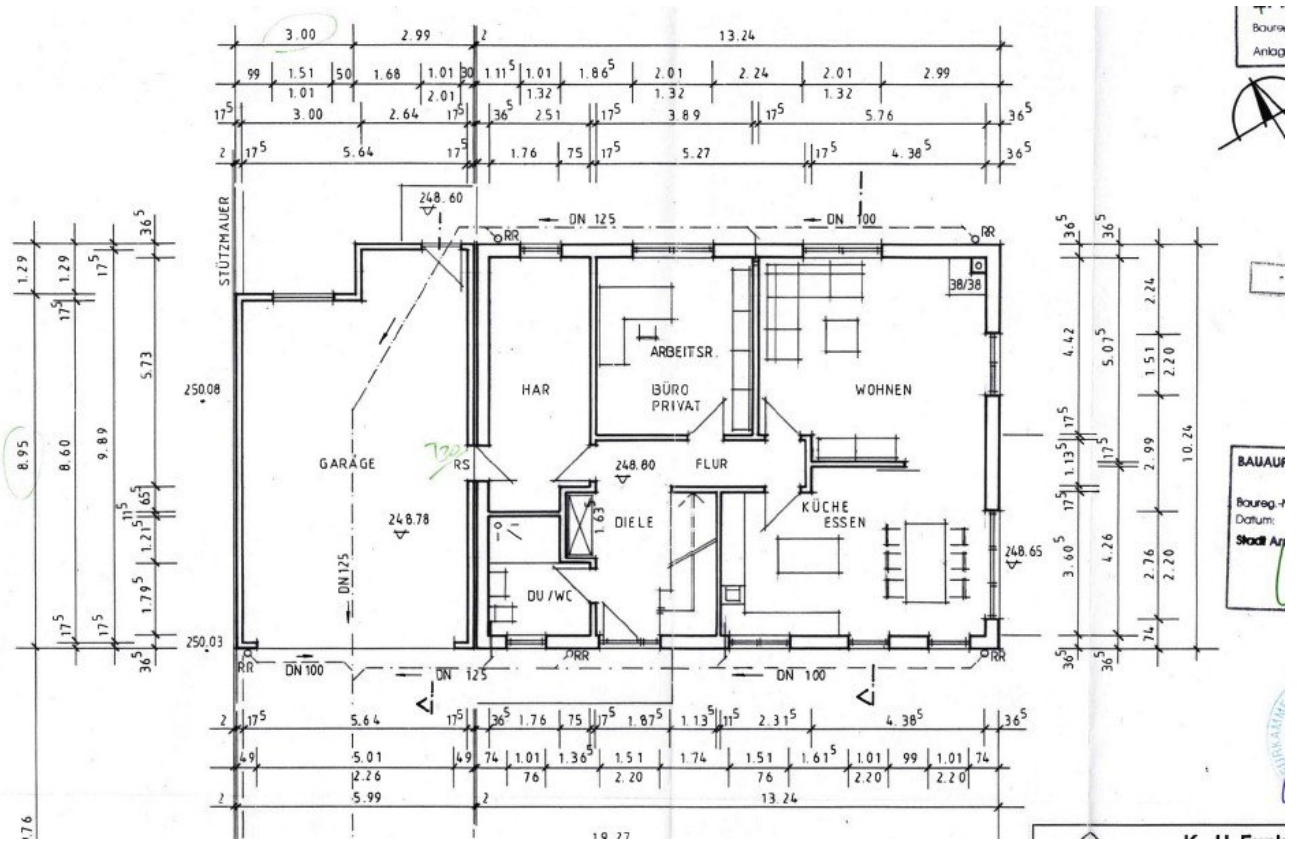 3.00 2.99 2 13.24
99 1.51 50 1.68 1.01 30 1.11⁵ 1.01 1.86⁵ 2.01 2.24 2.01 2.99
1.01 2.01 1.32 1.32 1.32
17⁵ 3.00 2.64 17⁵ 36⁵ 2.51 17⁵ 3.89 17⁵ 5.76 36⁵
2 17⁵ 5.64 17⁵ 1.76 75 17⁵ 5.27 17⁵ 4.38⁵ 36⁵
Anlag
STÜTZMAUER
248.60
DN 125
DN 100
RR
RR
36⁵
1.29 1.29 17⁵
17⁵
5.73
8.95 8.60 9.89
65
11⁵
1.21⁵
1.79⁵
17⁵ 17⁵ 36⁵
250.08
250.03
38/38
ARBEITSR.
HAR
BÜRO
PRIVAT
WOHNEN
GARAGE
RS
FLUR
248.80
248.78
DIELE
1.63⁵
KÜCHE
ESSEN
DU/WC
DN 125
248.65
36⁵ 36⁵
2.24
4.42 5.07⁵ 1.51
2.20
17⁵
1.13⁵ 17⁵ 2.99 10.24
17⁵
3.60⁵ 4.26 2.76
2.20
74
36⁵ 36⁵
BAUAUF
Baureg.-
Datum:
Stadt Ar
RR
DN 100
DN 125
RR
DN 100
RR
2 17⁵ 5.64 17⁵ 36⁵ 1.76 75 17⁵ 1.87⁵ 1.13⁵ 11⁵ 2.31⁵ 4.38⁵ 36⁵
49 5.01 49 74 1.01 1.36⁵ 1.51 1.74 1.51 1.61⁵ 1.01 99 1.01 74
2.26 76 2.20 76 2.20 2.20
2 5.99 2 13.24
19.27